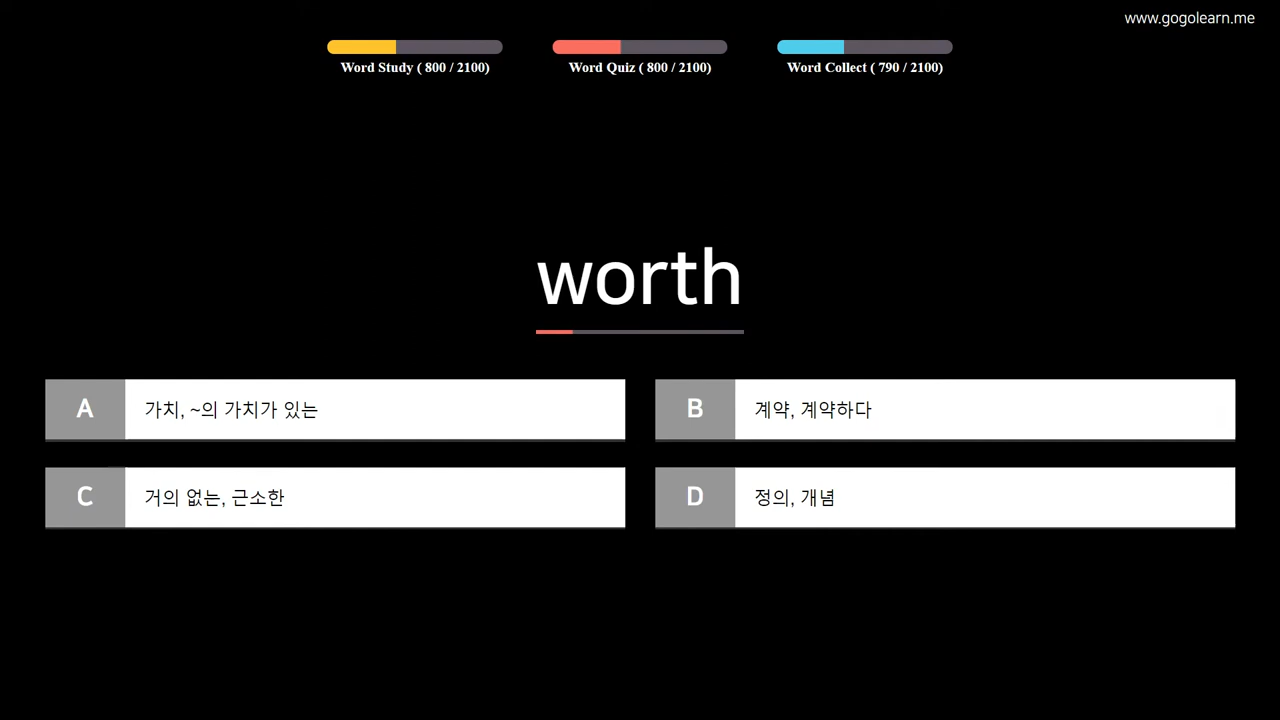 www.gogolearn.me
Word Study ( 800 / 2100)
Word Quiz ( 800 / 2100)
Word Collect ( 790 / 2100)
worth
A 가치, ~의 가치가 있는
B 계약, 계약하다
C 거의 없는, 근소한
D 정의, 개념